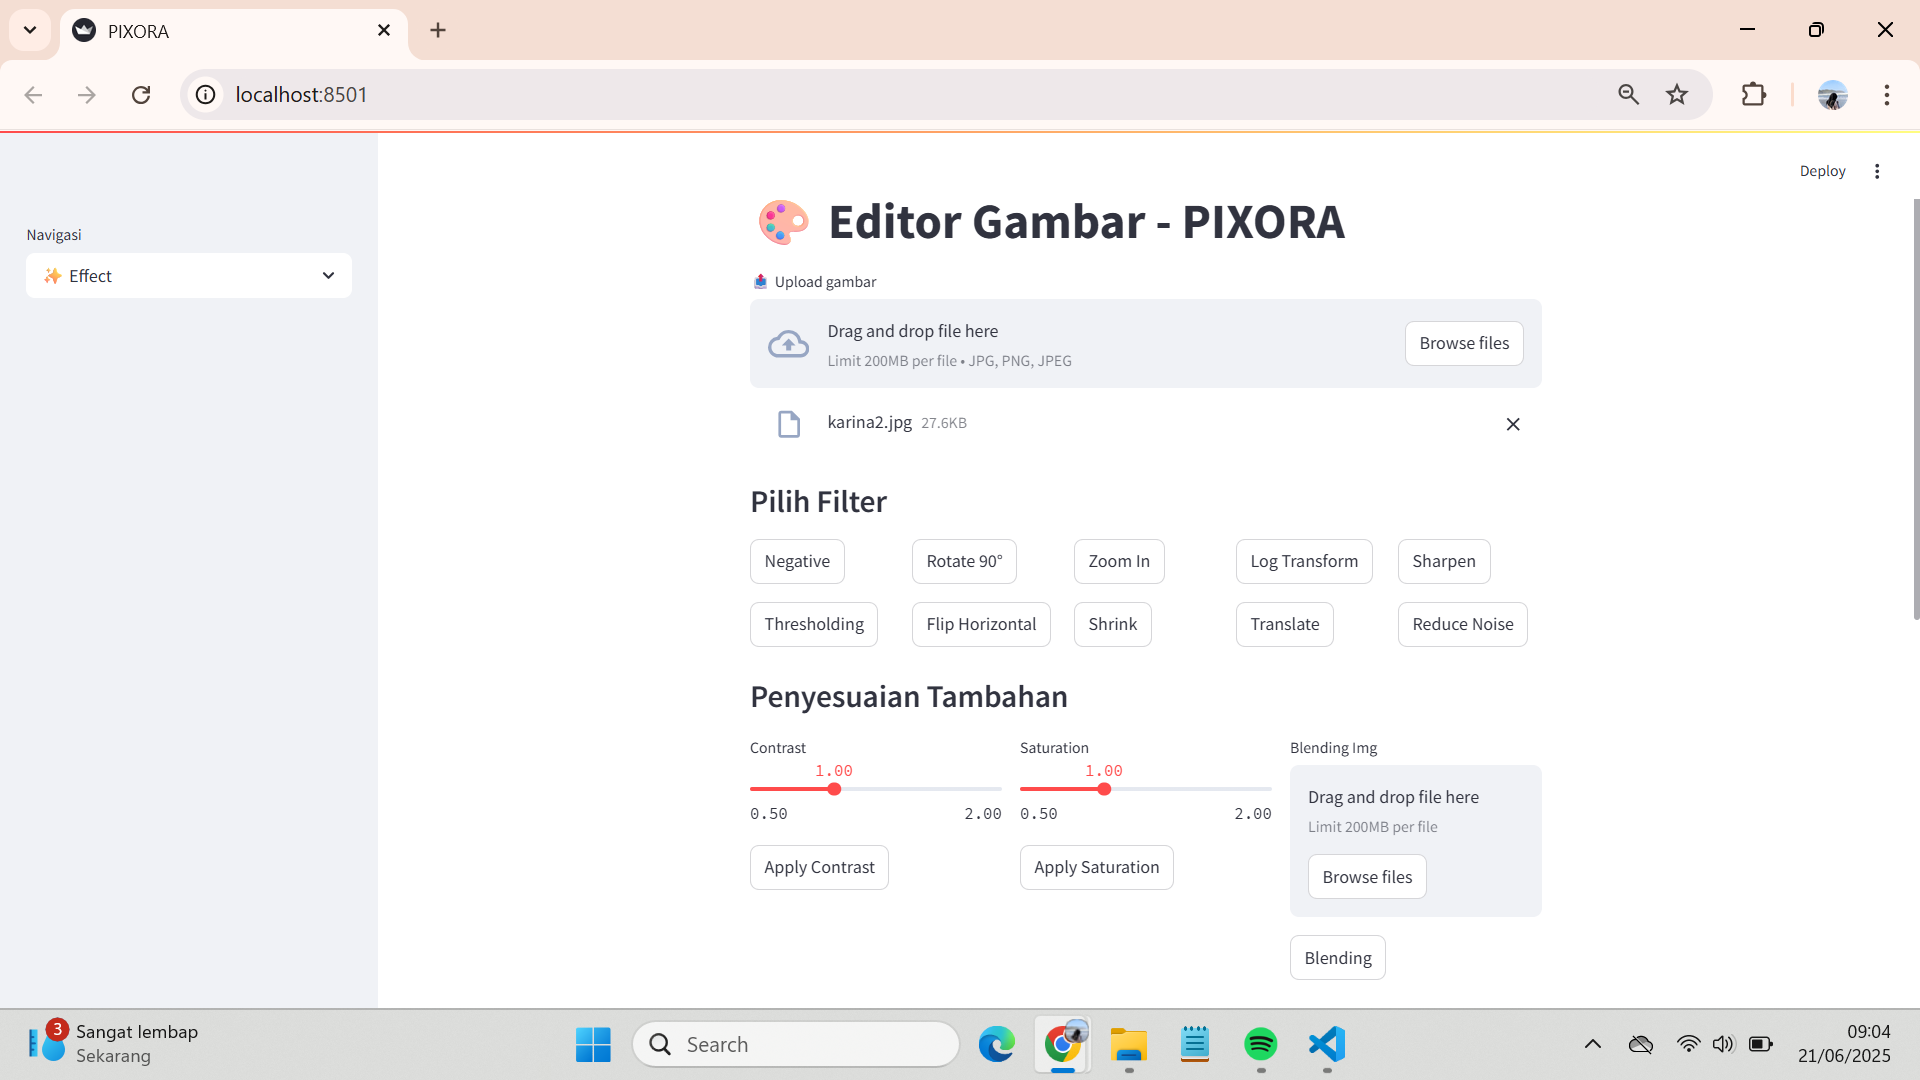 PIXORA
localhost:8501
Deploy
Navigasi
✨ Effect
🎨 Editor Gambar - PIXORA
📤 Upload gambar
Drag and drop file here
Limit 200MB per file • JPG, PNG, JPEG
Browse files
karina2.jpg 27.6KB
Pilih Filter
Negative Rotate 90° Zoom In Log Transform Sharpen
Thresholding Flip Horizontal Shrink Translate Reduce Noise
Penyesuaian Tambahan
Contrast
1.00
0.50 2.00
Apply Contrast
Saturation
1.00
0.50 2.00
Apply Saturation
Blending Img
Drag and drop file here
Limit 200MB per file
Browse files
Blending
3
Sangat lembap
Sekarang
Search
09:04
21/06/2025